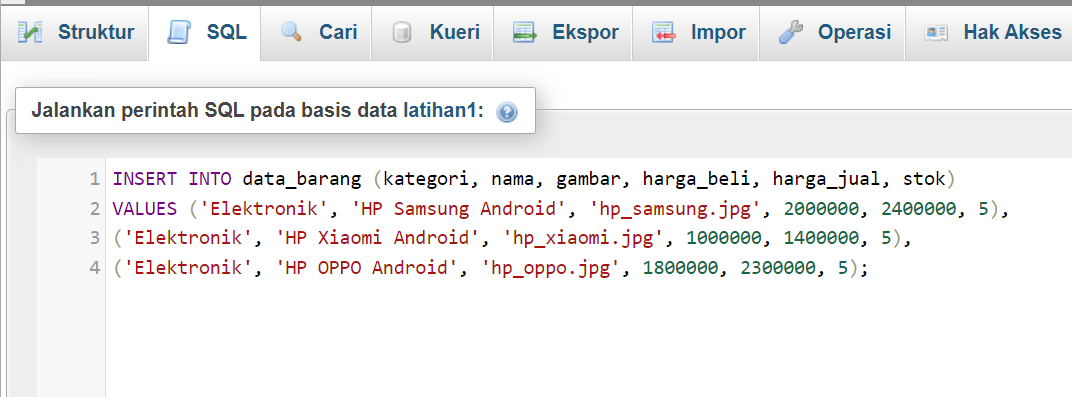 Struktur SQL Cari Kueri Ekspor Impor Operasi Hak Akses
Jalankan perintah SQL pada basis data latihan1:
1 INSERT INTO data_barang (kategori, nama, gambar, harga_beli, harga_jual, stok)
2 VALUES ('Elektronik', 'HP Samsung Android', 'hp_samsung.jpg', 2000000, 2400000, 5),
3 ('Elektronik', 'HP Xiaomi Android', 'hp_xiaomi.jpg', 1000000, 1400000, 5),
4 ('Elektronik', 'HP OPPO Android', 'hp_oppo.jpg', 1800000, 2300000, 5);